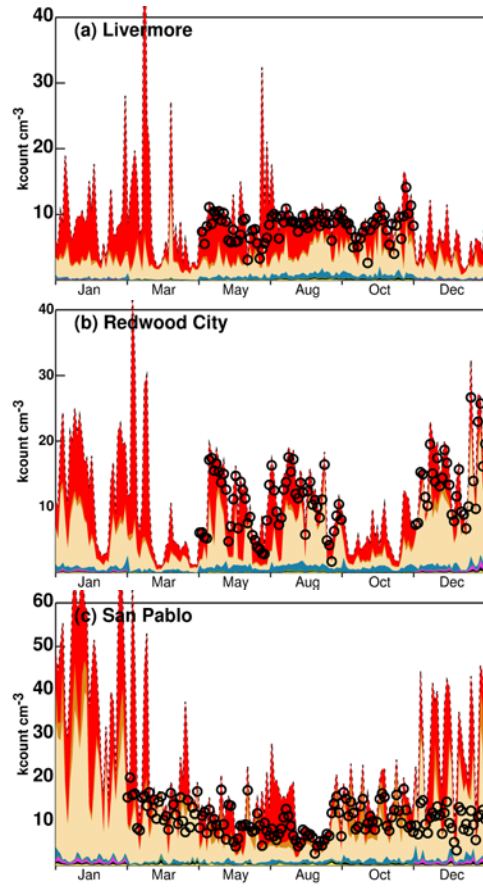 40
(a) Livermore
30
20
10
kcount cm-3
Jan Mar May Aug Oct Dec
40
(b) Redwood City
30
20
10
kcount cm-3
Jan Mar May Aug Oct Dec
60
(c) San Pablo
50
40
30
20
10
kcount cm-3
Jan Mar May Aug Oct Dec